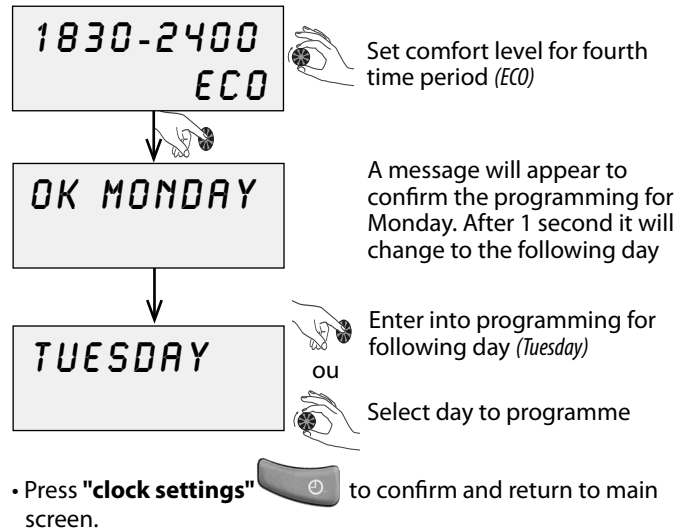 1830-2400
ECO
Set comfort level for fourth
time period (ECO)
OK MONDAY
A message will appear to
confirm the programming for
Monday. After 1 second it will
change to the following day
TUESDAY
Enter into programming for
following day (Tuesday)
ou
Select day to programme
• Press "clock settings" to confirm and return to main
screen.